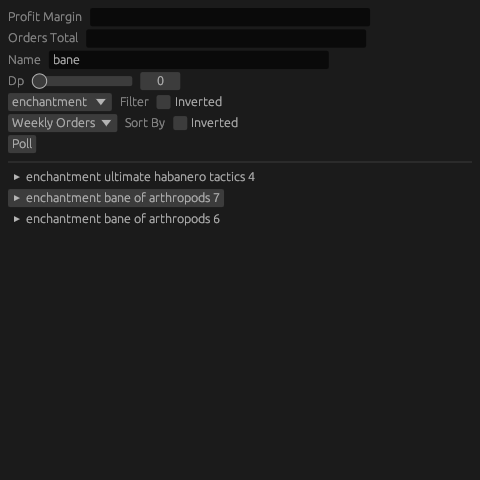 Profit Margin
Orders Total
Name bane
Dp 0
enchantment Filter Inverted
Weekly Orders Sort By Inverted
Poll
enchantment ultimate habanero tactics 4
enchantment bane of arthropods 7
enchantment bane of arthropods 6